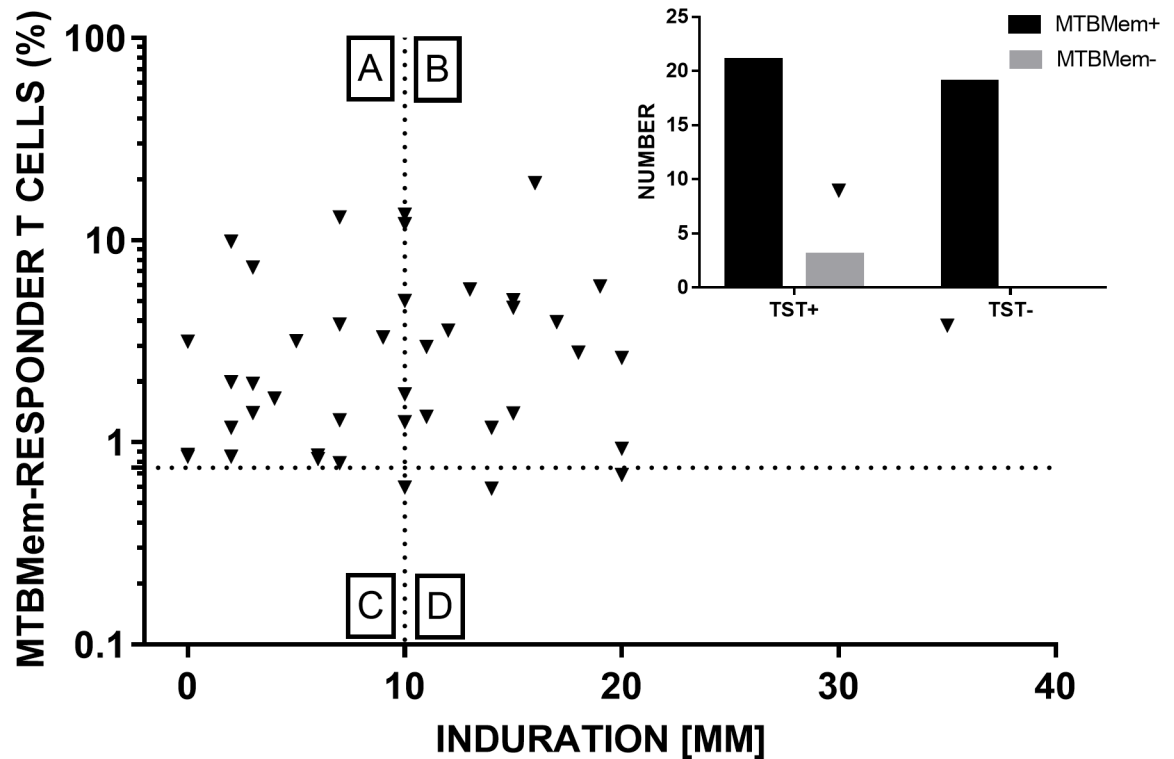 MTBMem-RESPONDER T CELLS (%)
100
10
1
0.1
A
B
C
D
0
10
20
30
40
INDURATION [MM]
NUMBER
25
20
15
10
5
0
TST+
TST-
MTBMem+
MTBMem-